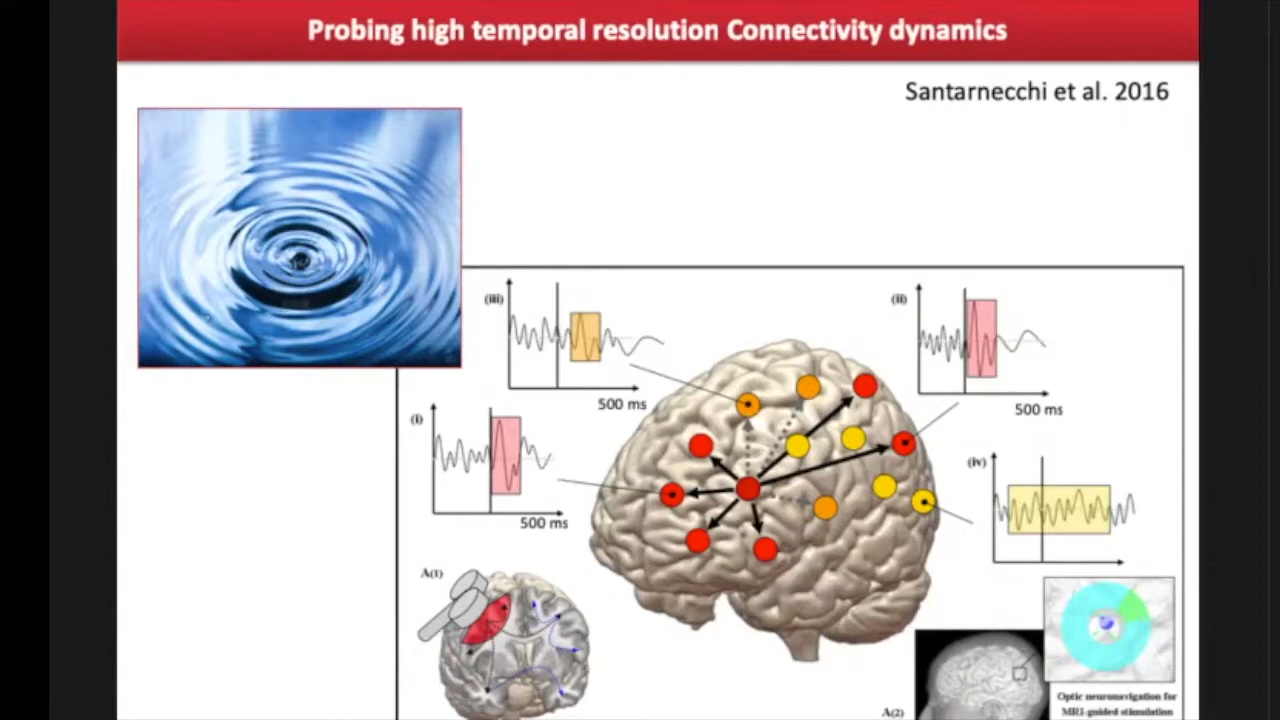 Probing high temporal resolution Connectivity dynamics
Santarnecchi et al. 2016
(iii)
500 ms
(ii)
500 ms
(i)
500 ms
(iv)
A(1)
A(2)
Optic neuronavigation for
MRI-guided stimulation